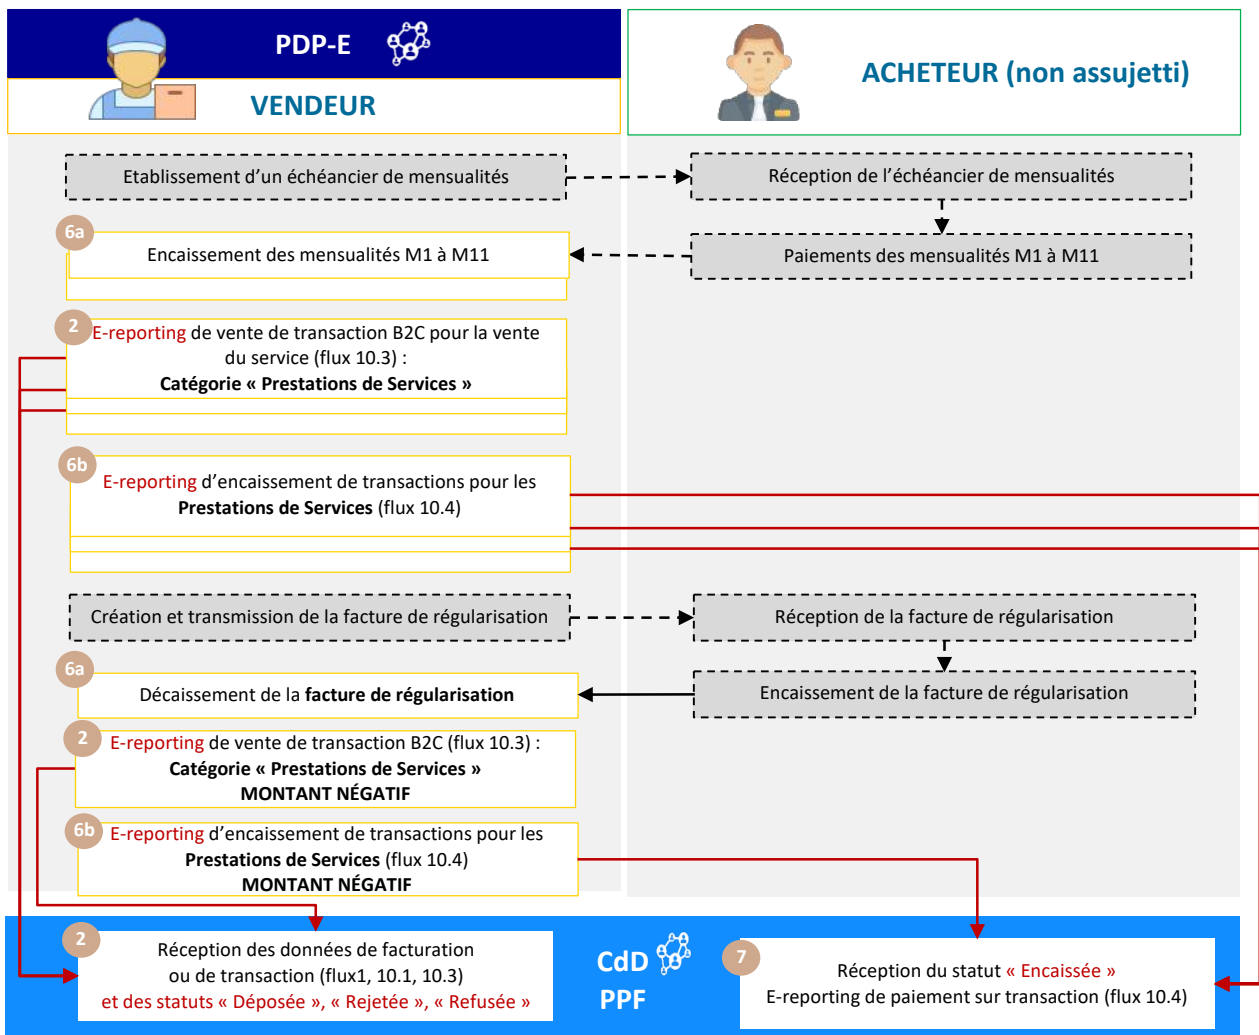 PDP-E
VENDEUR
ACHETEUR (non assujetti)
Etablissement d'un échéancier de mensualités
Réception de l'échéancier de mensualités
6a
Encaissement des mensualités M1 à M11
Paiements des mensualités M1 à M11
2
E-reporting de vente de transaction B2C pour la vente
du service (flux 10.3) :
Catégorie « Prestations de Services »
6b
E-reporting d'encaissement de transactions pour les
Prestations de Services (flux 10.4)
Création et transmission de la facture de régularisation
Réception de la facture de régularisation
6a
Décaissement de la facture de régularisation
Encaissement de la facture de régularisation
2
E-reporting de vente de transaction B2C (flux 10.3) :
Catégorie « Prestations de Services »
MONTANT NÉGATIF
6b
E-reporting d'encaissement de transactions pour les
Prestations de Services (flux 10.4)
MONTANT NÉGATIF
2
Réception des données de facturation
ou de transaction (flux1, 10.1, 10.3)
et des statuts « Déposée », « Rejetée », « Refusée »
CdD
PPF
7
Réception du statut « Encaissée »
E-reporting de paiement sur transaction (flux 10.4)